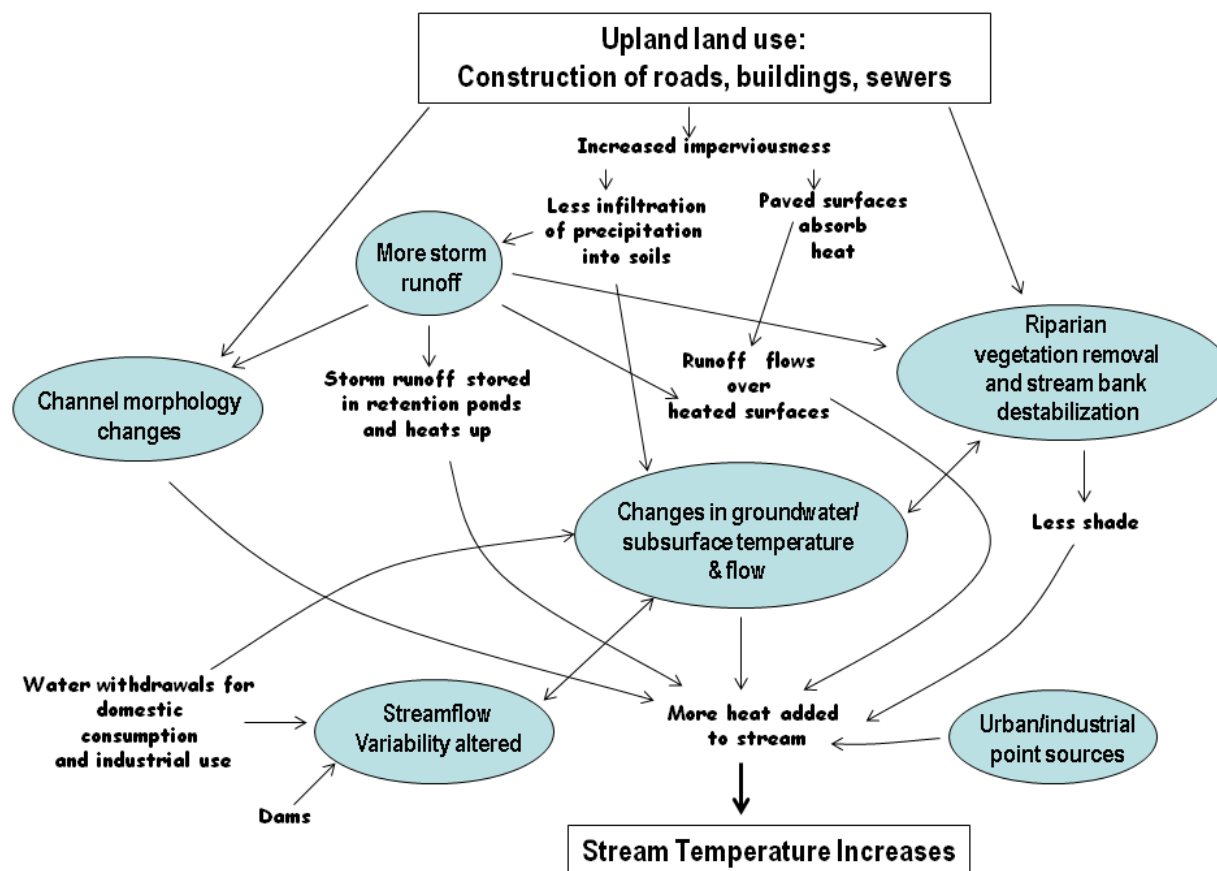 Upland land use:
Construction of roads, buildings, sewers
Increased imperviousness
Less infiltration
of precipitation
into soils
Paved surfaces
absorb
heat
More storm
runoff
Riparian
vegetation removal
and stream bank
destabilization
Channel morphology
changes
Storm runoff stored
in retention ponds
and heats up
Runoff flows
over
heated surfaces
Changes in groundwater/
subsurface temperature
& flow
Less shade
Water withdrawals for
domestic
consumption
and industrial use
Streamflow
Variability altered
More heat added
to stream
Urban/industrial
point sources
Dams
Stream Temperature Increases